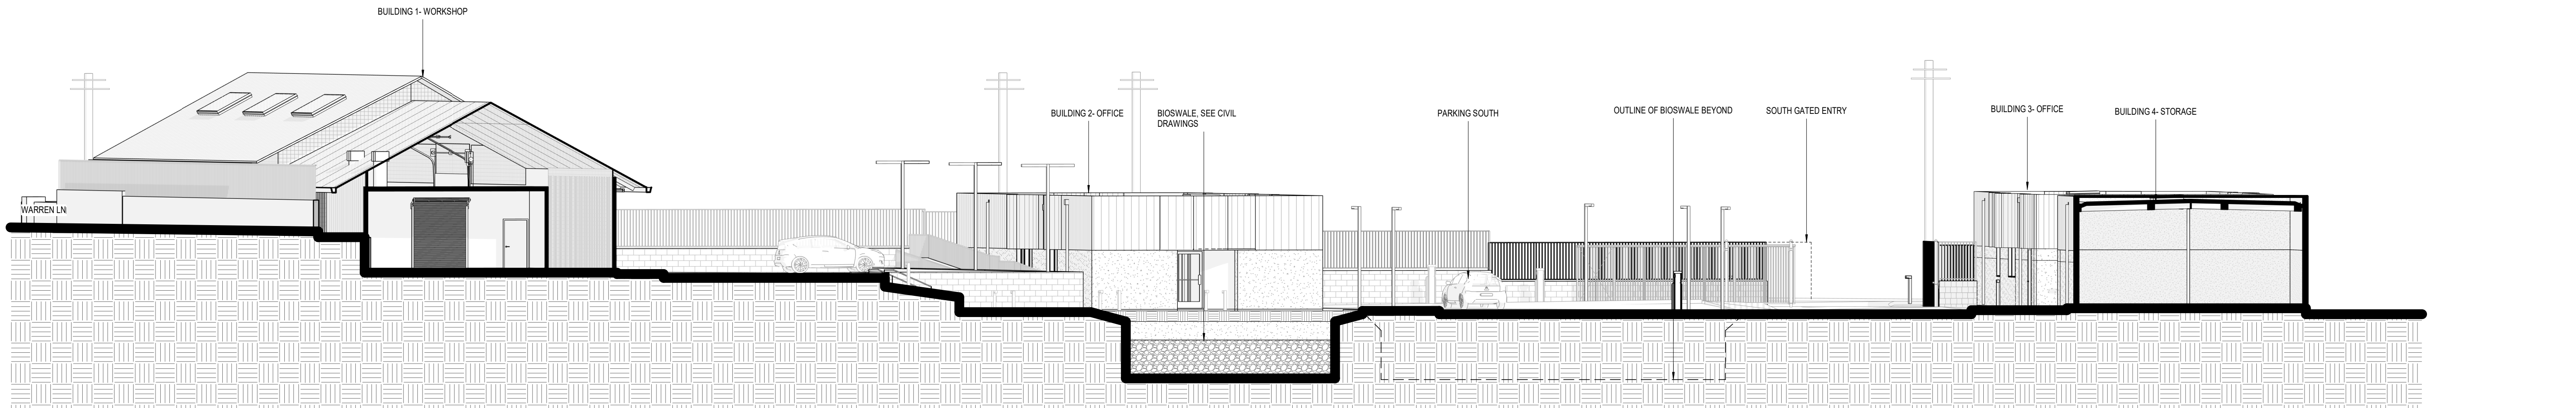 BUILDING 1- WORKSHOP
WARREN LN
BUILDING 2- OFFICE
BIOSWALE, SEE CIVIL
DRAWINGS
PARKING SOUTH
OUTLINE OF BIOSWALE BEYOND
SOUTH GATED ENTRY
BUILDING 3- OFFICE
BUILDING 4- STORAGE